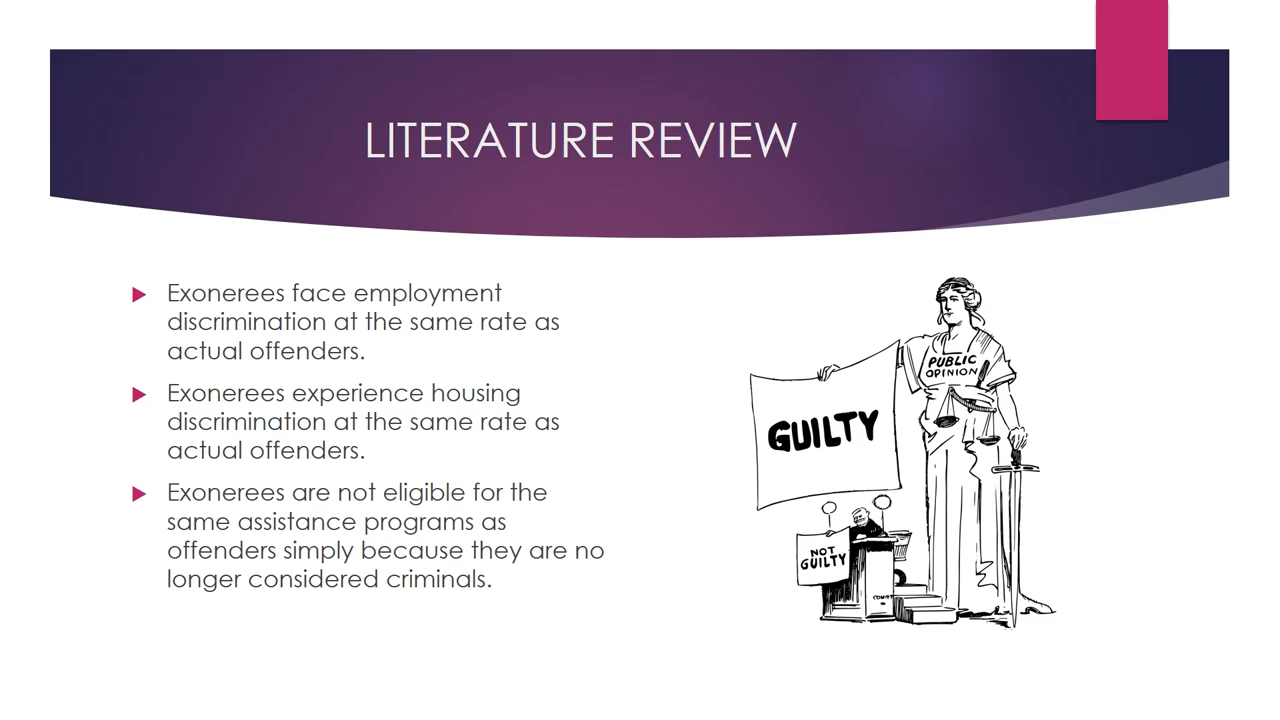 LITERATURE REVIEW
Exonerees face employment
discrimination at the same rate as
actual offenders.
Exonerees experience housing
discrimination at the same rate as
actual offenders.
Exonerees are not eligible for the
same assistance programs as
offenders simply because they are no
longer considered criminals.
PUBLIC
OPINION
GUILTY
NOT
GUILTY